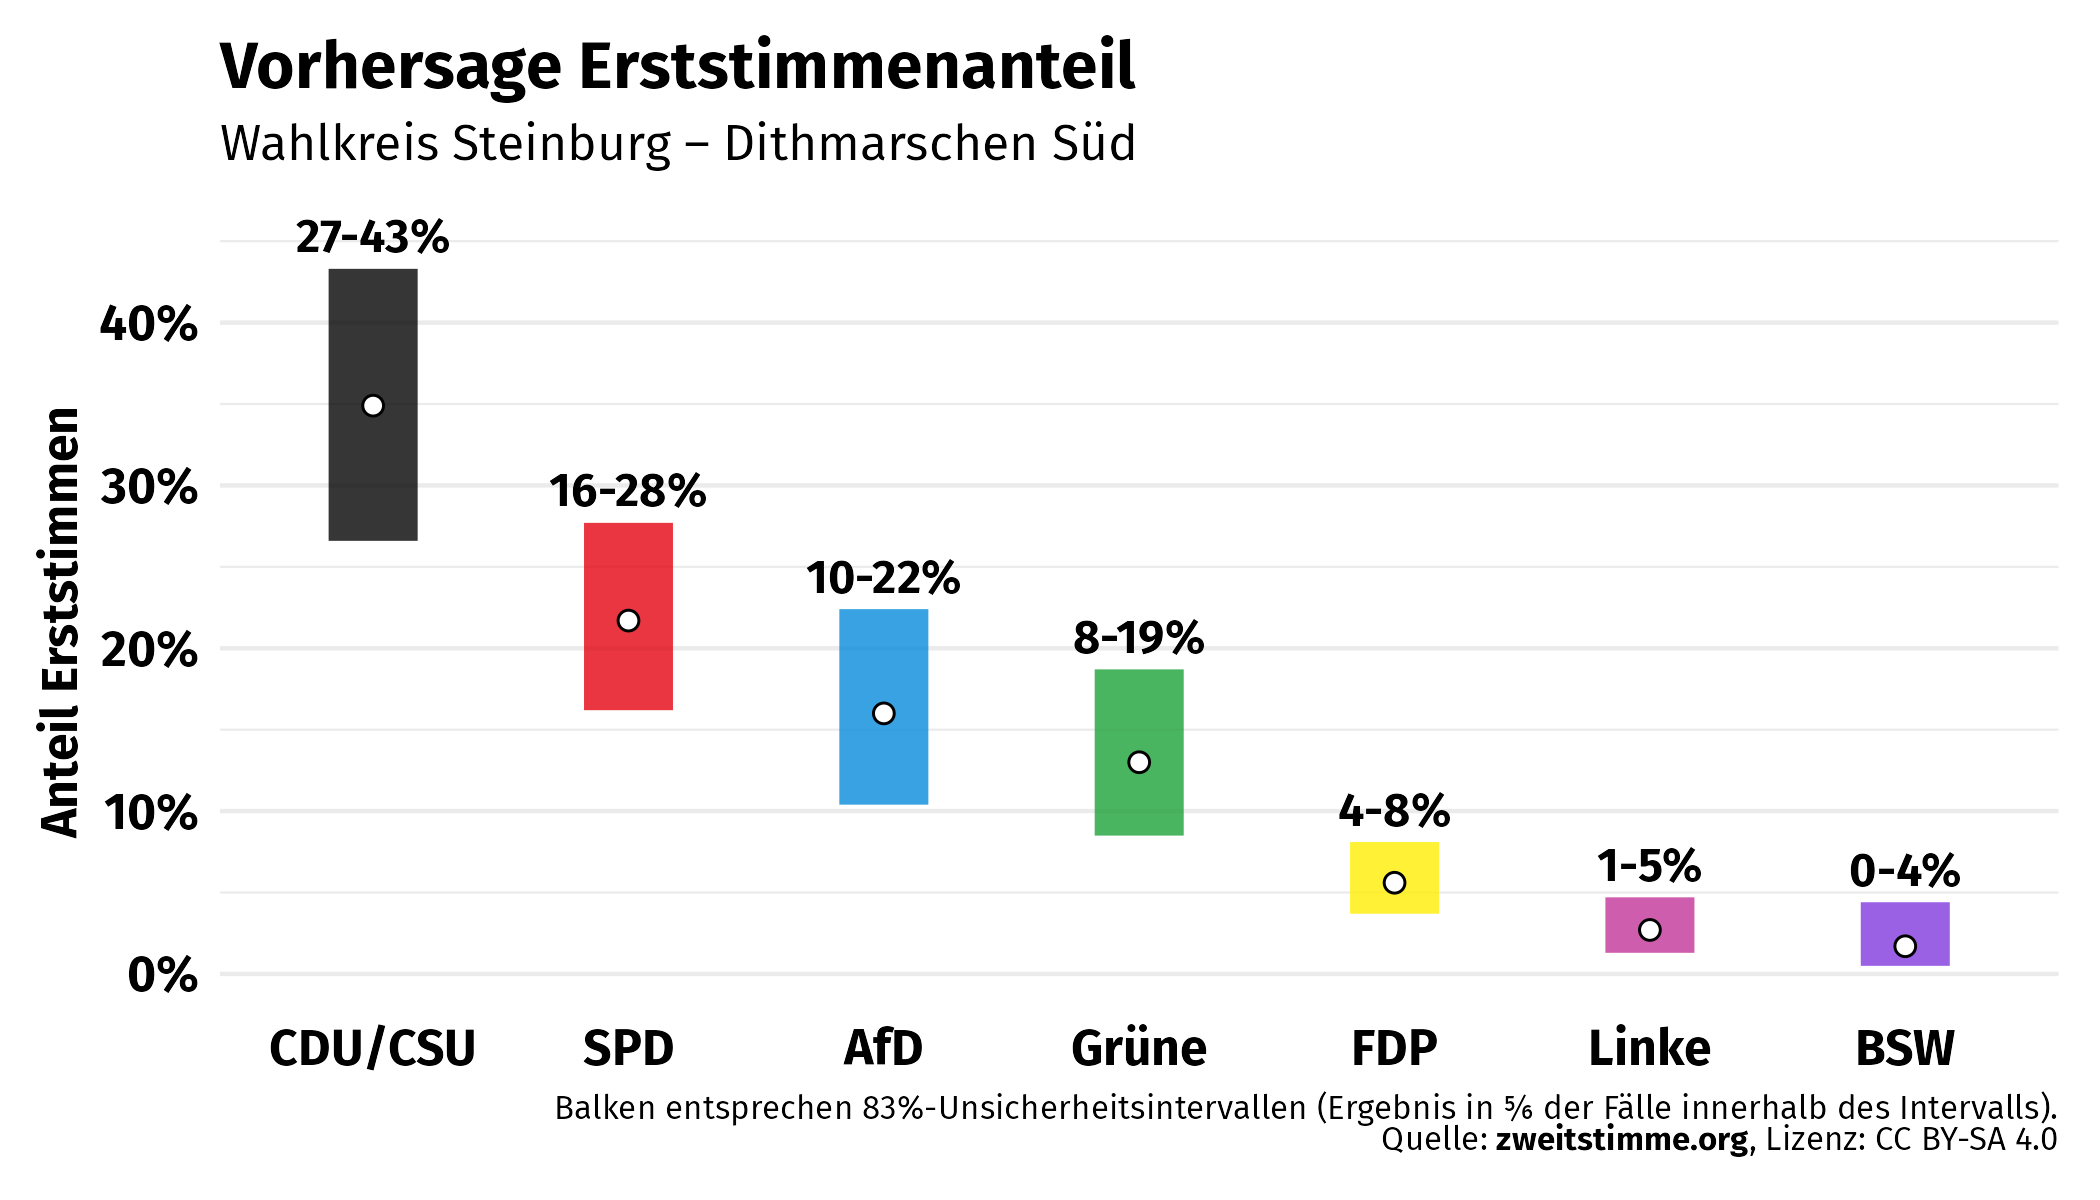 Vorhersage Erststimmenanteil
Wahlkreis Steinburg – Dithmarschen Süd
Anteil Erststimmen
40%
30%
20%
10%
0%
27-43%
16-28%
10-22%
8-19%
4-8%
1-5%
0-4%
CDU/CSU SPD AfD Grüne FDP Linke BSW
Balken entsprechen 83%-Unsicherheitsintervallen (Ergebnis in ⅚ der Fälle innerhalb des Intervalls).
Quelle: zweitstimme.org, Lizenz: CC BY-SA 4.0